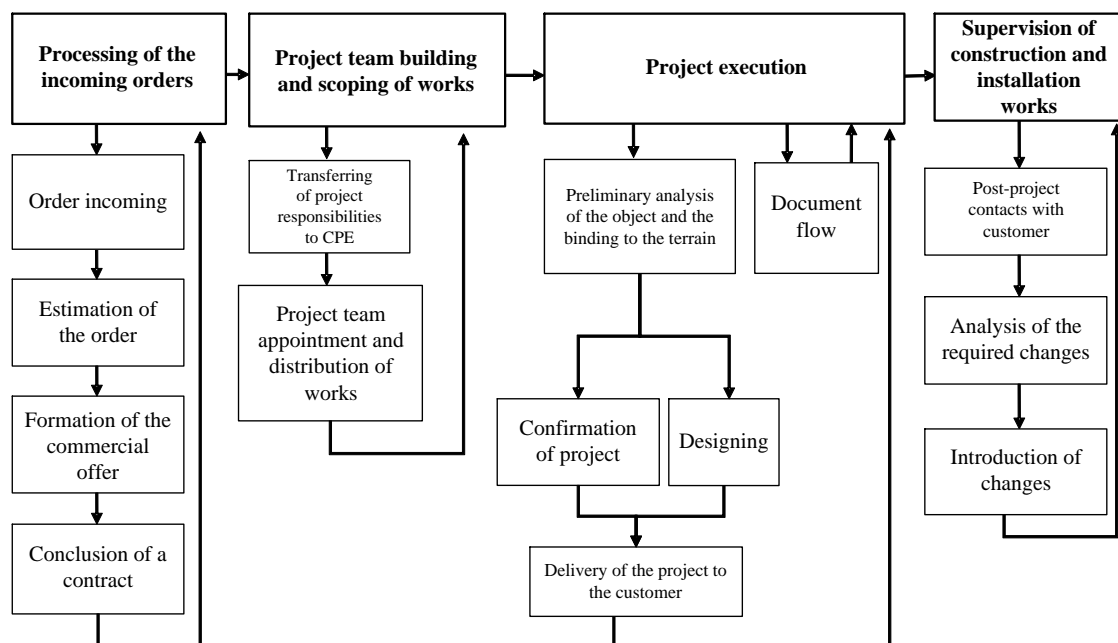 Processing of the
incoming orders
Project team building
and scoping of works
Project execution
Supervision of
construction and
installation
works
Order incoming
Estimation of
the order
Formation of the
commercial
offer
Conclusion of a
contract
Transferring
of project
responsibilities
to CPE
Project team
appointment and
distribution of
works
Preliminary analysis
of the object and the
binding to the terrain
Document
flow
Confirmation
of project
Designing
Delivery of the project to
the customer
Post-project
contacts with
customer
Analysis of the
required changes
Introduction of
changes